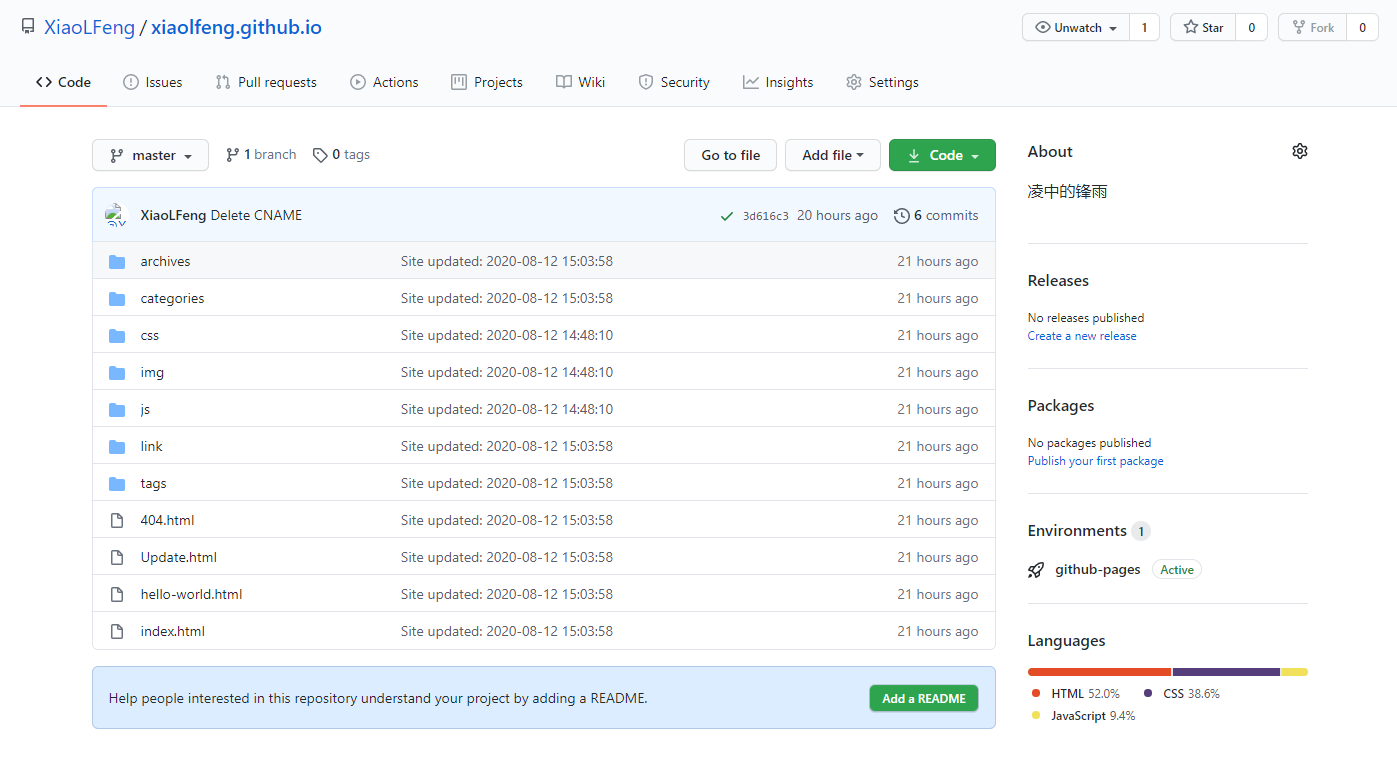 XiaoLFeng / xiaolfeng.github.io
Unwatch 1 Star 0 Fork 0
Code Issues Pull requests Actions Projects Wiki Security Insights Settings
master 1 branch 0 tags Go to file Add file Code
XiaoLFeng Delete CNAME 3d616c3 20 hours ago 6 commits
archives Site updated: 2020-08-12 15:03:58 21 hours ago
categories Site updated: 2020-08-12 15:03:58 21 hours ago
css Site updated: 2020-08-12 14:48:10 21 hours ago
img Site updated: 2020-08-12 14:48:10 21 hours ago
js Site updated: 2020-08-12 14:48:10 21 hours ago
link Site updated: 2020-08-12 15:03:58 21 hours ago
tags Site updated: 2020-08-12 15:03:58 21 hours ago
404.html Site updated: 2020-08-12 15:03:58 21 hours ago
Update.html Site updated: 2020-08-12 15:03:58 21 hours ago
hello-world.html Site updated: 2020-08-12 15:03:58 21 hours ago
index.html Site updated: 2020-08-12 15:03:58 21 hours ago
Help people interested in this repository understand your project by adding a README. Add a README
About
凌中的锋雨
Releases
No releases published
Create a new release
Packages
No packages published
Publish your first package
Environments 1
github-pages Active
Languages
HTML 52.0% CSS 38.6%
JavaScript 9.4%